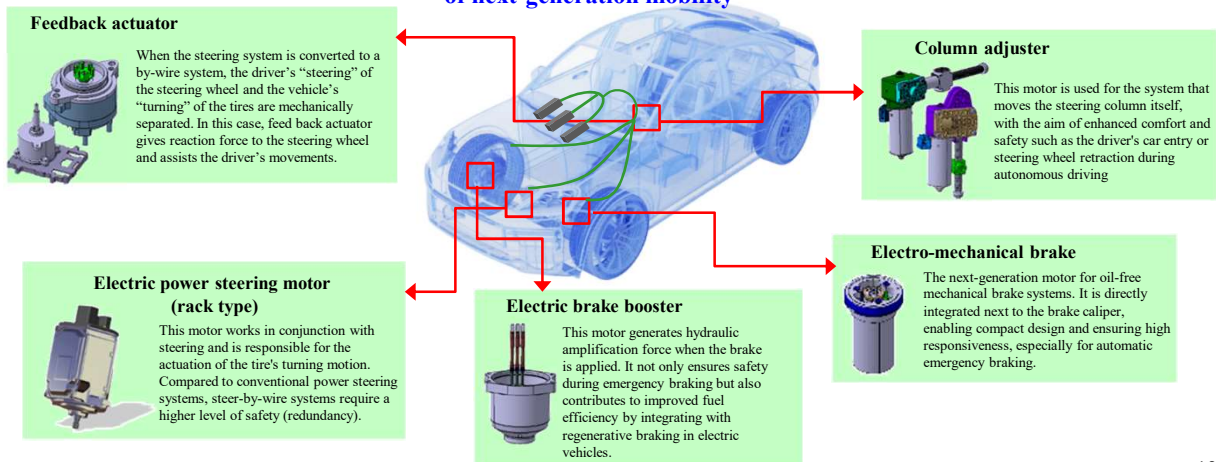 of next-generation mobility
Feedback actuator
When the steering system is converted to a
by-wire system, the driver’s “steering” of
the steering wheel and the vehicle’s
“turning” of the tires are mechanically
separated. In this case, feed back actuator
gives reaction force to the steering wheel
and assists the driver’s movements.
Column adjuster
This motor is used for the system that
moves the steering column itself,
with the aim of enhanced comfort and
safety such as the driver's car entry or
steering wheel retraction during
autonomous driving
Electric power steering motor
(rack type)
This motor works in conjunction with
steering and is responsible for the
actuation of the tire's turning motion.
Compared to conventional power steering
systems, steer-by-wire systems require a
higher level of safety (redundancy).
Electric brake booster
This motor generates hydraulic
amplification force when the brake
is applied. It not only ensures safety
during emergency braking but also
contributes to improved fuel
efficiency by integrating with
regenerative braking in electric
vehicles.
Electro-mechanical brake
The next-generation motor for oil-free
mechanical brake systems. It is directly
integrated next to the brake caliper,
enabling compact design and ensuring high
responsiveness, especially for automatic
emergency braking.